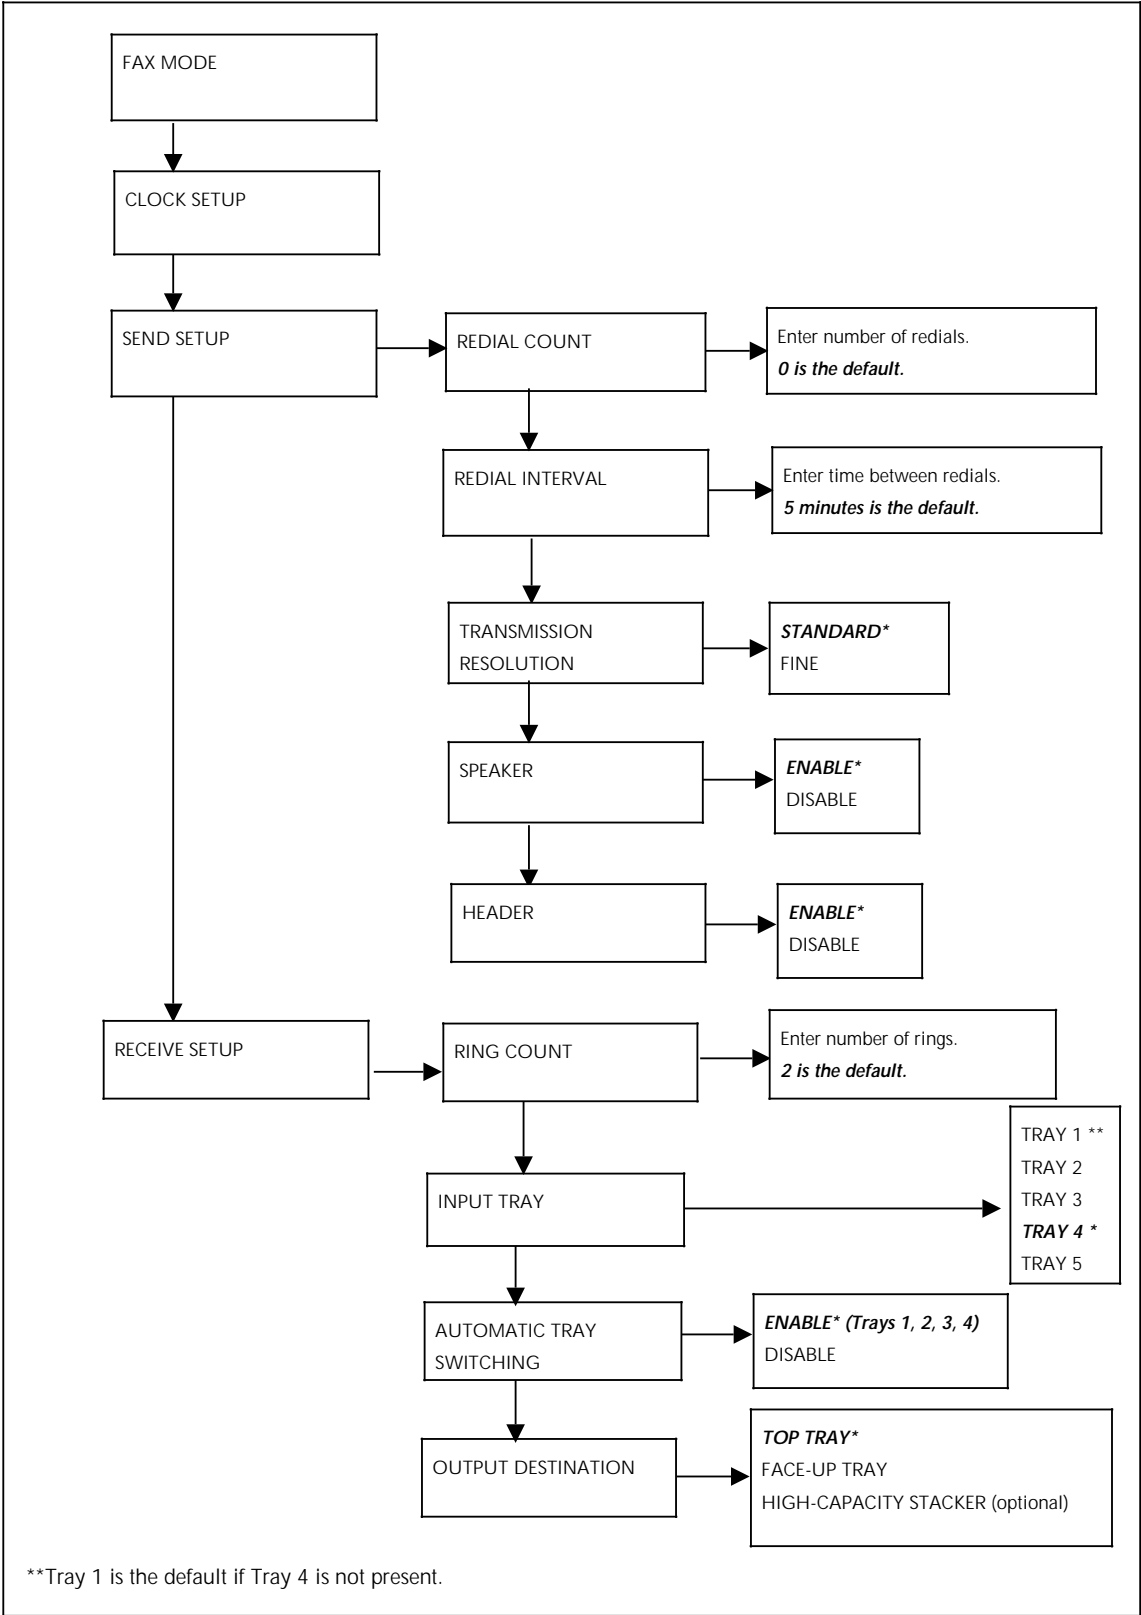 FAX MODE
CLOCK SETUP
SEND SETUP
REDIAL COUNT
Enter number of redials.
0 is the default.
REDIAL INTERVAL
Enter time between redials.
5 minutes is the default.
TRANSMISSION
RESOLUTION
STANDARD*
FINE
SPEAKER
ENABLE*
DISABLE
HEADER
ENABLE*
DISABLE
RECEIVE SETUP
RING COUNT
Enter number of rings.
2 is the default.
INPUT TRAY
TRAY 1 **
TRAY 2
TRAY 3
TRAY 4 *
TRAY 5
AUTOMATIC TRAY
SWITCHING
ENABLE* (Trays 1, 2, 3, 4)
DISABLE
OUTPUT DESTINATION
TOP TRAY*
FACE-UP TRAY
HIGH-CAPACITY STACKER (optional)
**Tray 1 is the default if Tray 4 is not present.